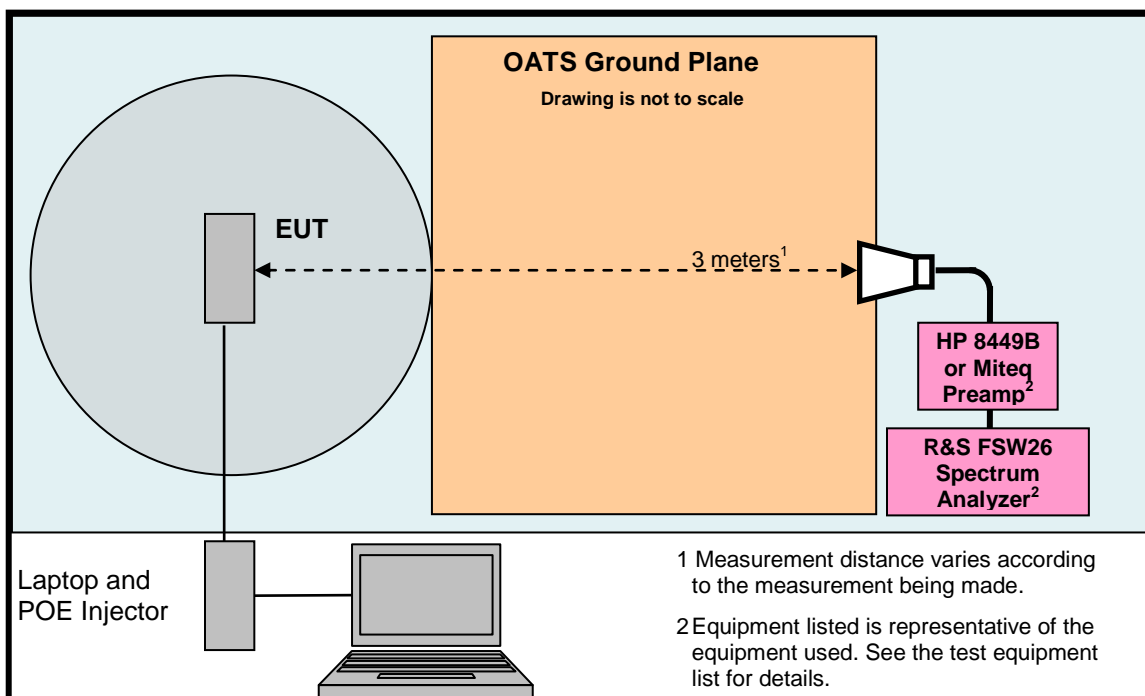 OATS Ground Plane
Drawing is not to scale
EUT
3 meters1
HP 8449B
or Miteq
Preamp2
R&S FSW26
Spectrum
Analyzer2
Laptop and
POE Injector
1 Measurement distance varies according
to the measurement being made.
2 Equipment listed is representative of the
equipment used. See the test equipment
list for details.